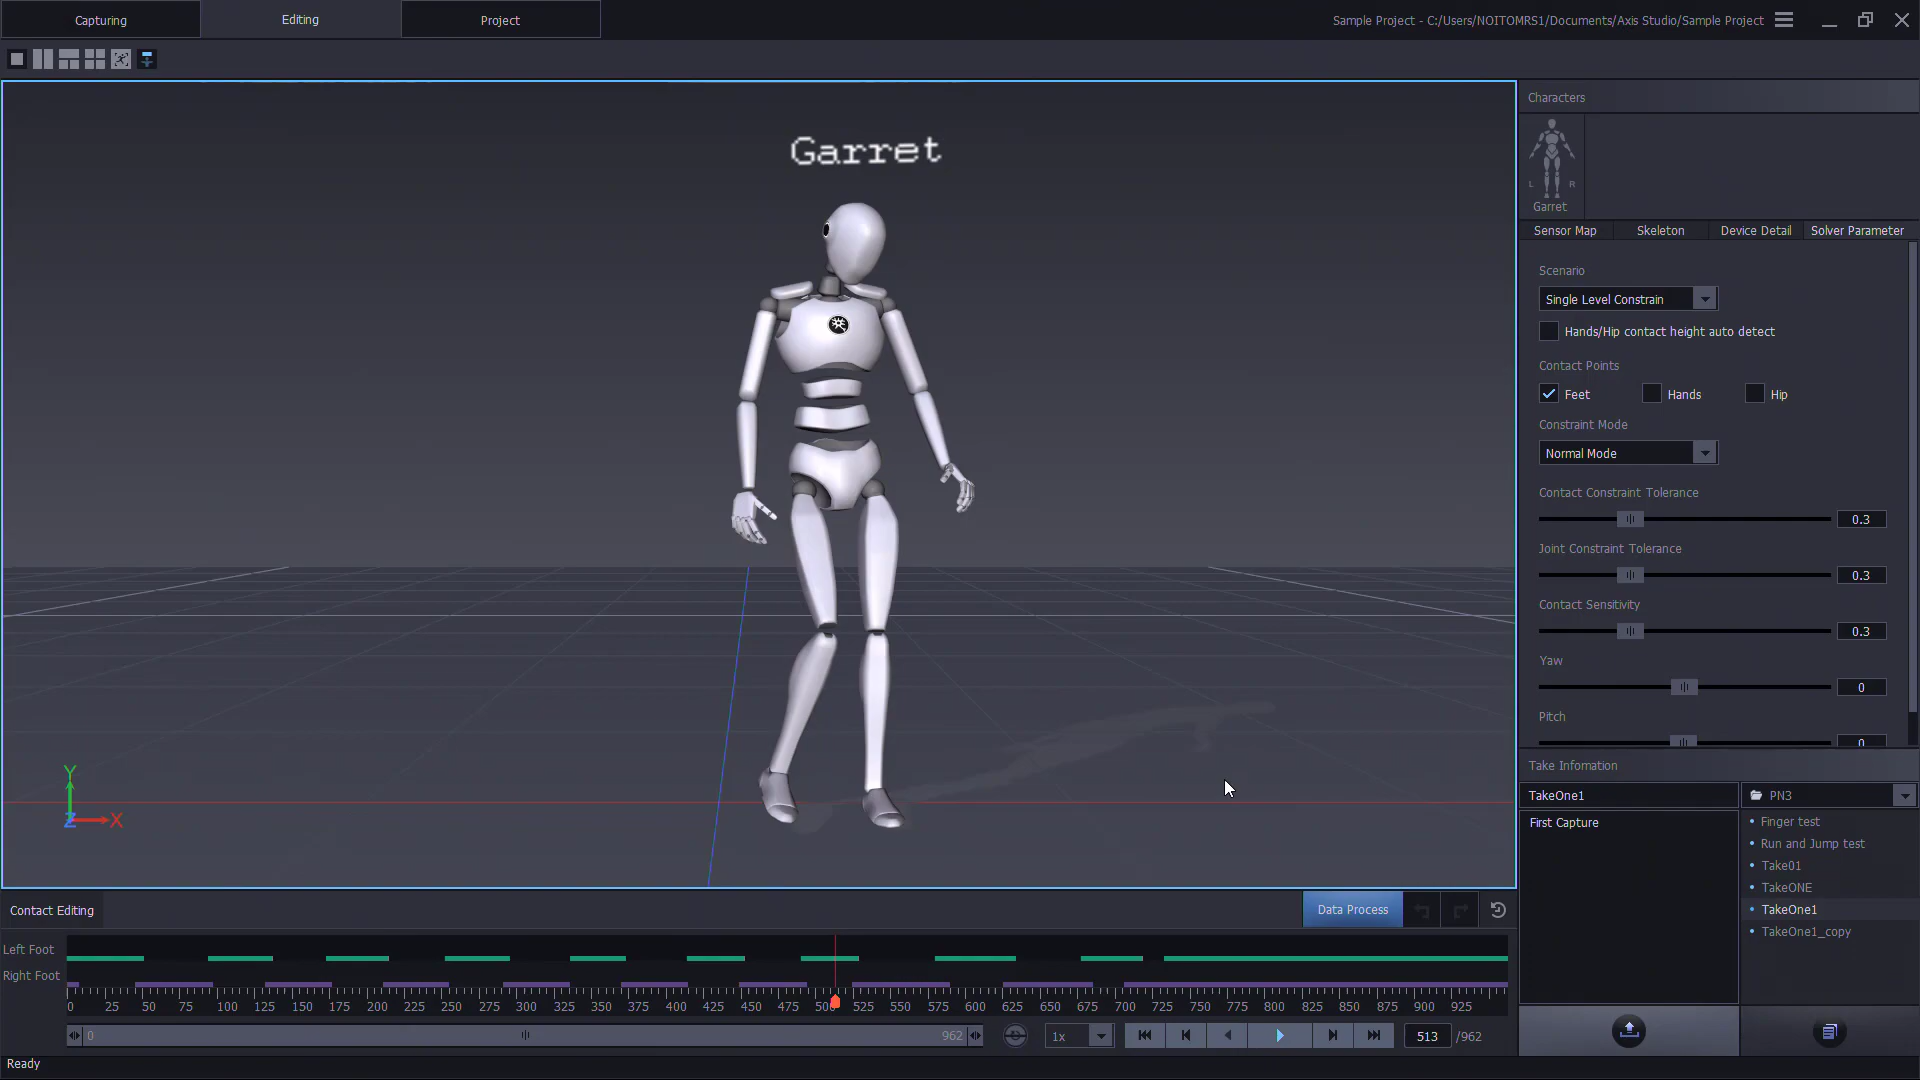 Capturing Editing Project Sample Project - C:/Users/NOITOMRS1/Documents/Axis Studio/Sample Project
Garret
Characters
L R
Garret
Sensor Map Skeleton Device Detail Solver Parameter
Scenario
Single Level Constrain
Hands/Hip contact height auto detect
Contact Points
Feet Hands Hip
Constraint Mode
Normal Mode
Contact Constraint Tolerance
0.3
Joint Constraint Tolerance
0.3
Contact Sensitivity
0.3
Yaw
0
Pitch
0
Y
Z X
Take Infomation
TakeOne1 PN3
First Capture
Finger test
Run and Jump test
Take01
TakeONE
TakeOne1
TakeOne1_copy
Contact Editing Data Process
Left Foot
Right Foot
0 25 50 75 100 125 150 175 200 225 250 275 300 325 350 375 400 425 450 475 500 525 550 575 600 625 650 675 700 725 750 775 800 825 850 875 900 925
0 962 1x 513 /962
Ready